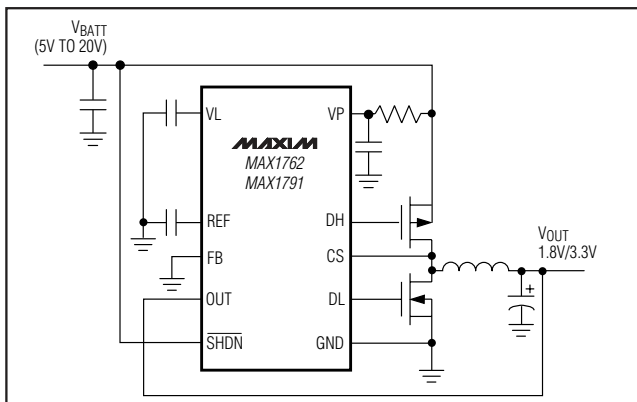 VBATT
(5V TO 20V)
VL
VP
MAXIM
MAX1762
MAX1791
REF
DH
FB
CS
OUT
DL
SHDN
GND
VOUT
1.8V/3.3V
+